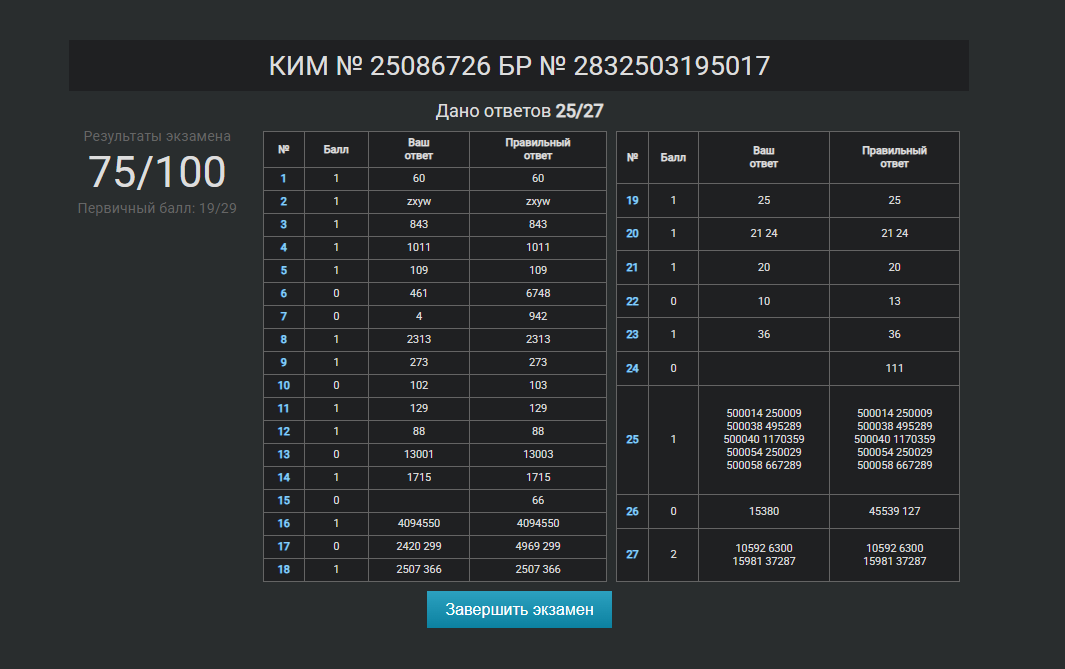 КИМ № 25086726 БР № 2832503195017
Дано ответов 25/27
Результаты экзамена
75/100
Первичный балл: 19/29
№ Балл Ваш ответ Правильный ответ
1 1 60 60
2 1 zxyw zxyw
3 1 843 843
4 1 1011 1011
5 1 109 109
6 0 461 6748
7 0 4 942
8 1 2313 2313
9 1 273 273
10 0 102 103
11 1 129 129
12 1 88 88
13 0 13001 13003
14 1 1715 1715
15 0 66
16 1 4094550 4094550
17 0 2420 299 4969 299
18 1 2507 366 2507 366
№ Балл Ваш ответ Правильный ответ
19 1 25 25
20 1 21 24 21 24
21 1 20 20
22 0 10 13
23 1 36 36
24 0 111
500014 250009 500014 250009
500038 495289 500038 495289
25 1 500040 1170359 500040 1170359
500054 250029 500054 250029
500058 667289 500058 667289
26 0 15380 45539 127
27 2 10592 6300 10592 6300
15981 37287 15981 37287
Завершить экзамен